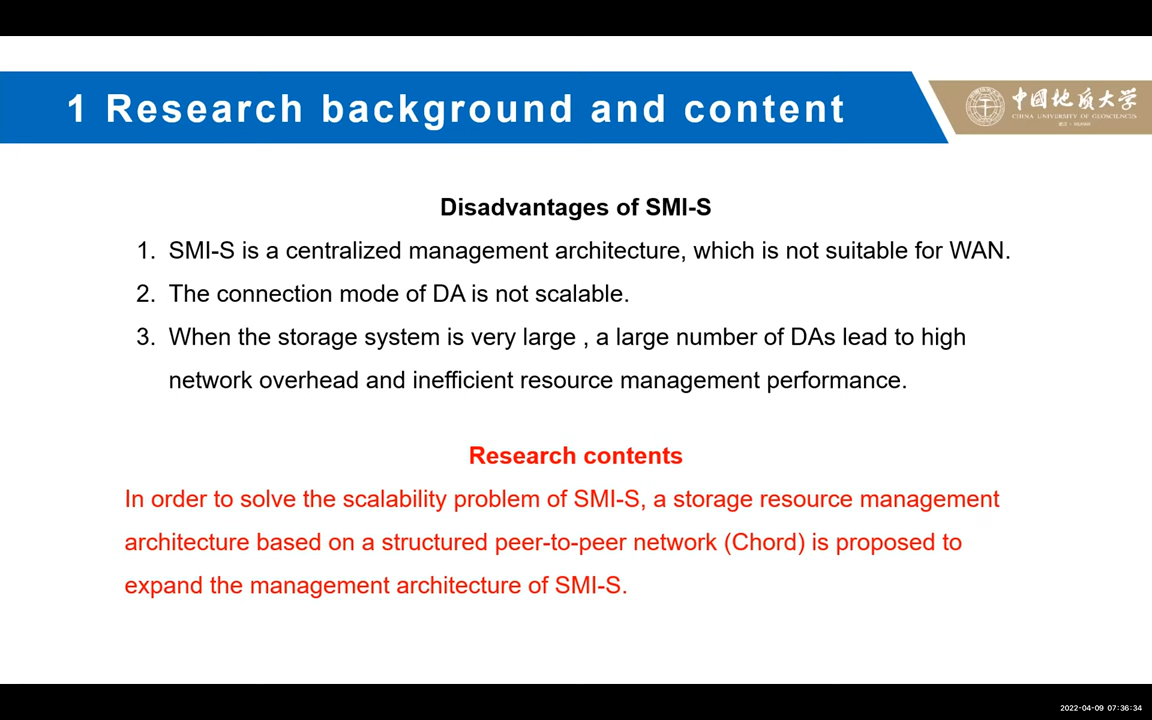 1 Research background and content
中国地质大学
CHINA UNIVERSITY OF GEOSCIENCES
Disadvantages of SMI-S
1. SMI-S is a centralized management architecture, which is not suitable for WAN.
2. The connection mode of DA is not scalable.
3. When the storage system is very large , a large number of DAs lead to high
network overhead and inefficient resource management performance.
Research contents
In order to solve the scalability problem of SMI-S, a storage resource management
architecture based on a structured peer-to-peer network (Chord) is proposed to
expand the management architecture of SMI-S.
2022-04-09 07:36:34